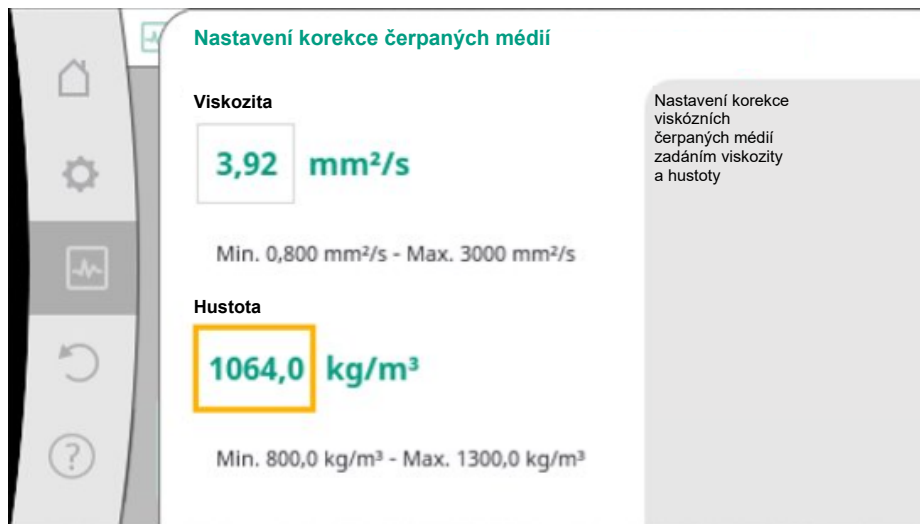 Nastavení korekce čerpaných médií
Viskozita
3,92 mm²/s
Min. 0,800 mm²/s - Max. 3000 mm²/s
Hustota
1064,0 kg/m³
Min. 800,0 kg/m³ - Max. 1300,0 kg/m³
Nastavení korekce
viskózních
čerpaných médií
zadáním viskozity
a hustoty
?